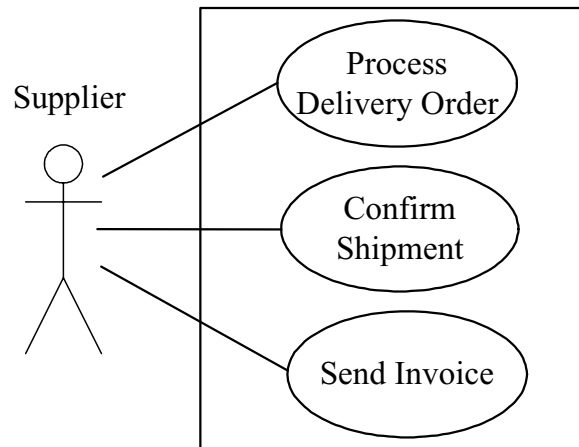 Supplier
Process
Delivery Order
Confirm
Shipment
Send Invoice